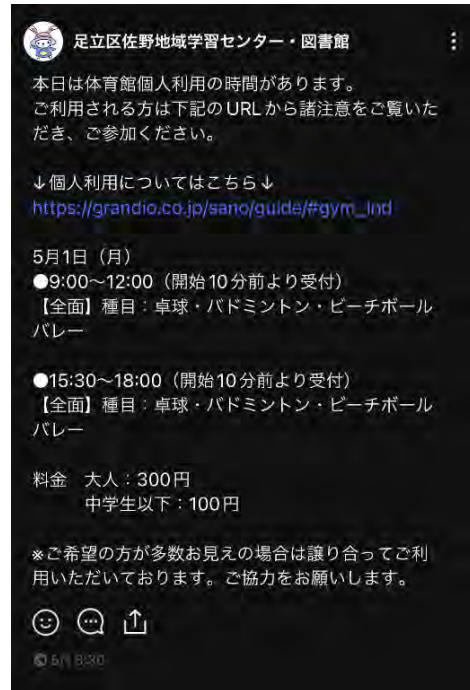 足立区佐野地域学習センター・図書館
本日は体育館個人利用の時間があります。
ご利用される方は下記のURLから諸注意をご覧いた
だき、ご参加ください。
↓個人利用についてはこちら↓
https://grandio.co.jp/sano/guide/#gym_ind
5月1日（月）
●9:00～12:00（開始10分前より受付）
【全面】種目：卓球・バドミントン・ビーチボール
バレー
●15:30～18:00（開始10分前より受付）
【全面】種目：卓球・バドミントン・ビーチボール
バレー
料金　大人：300円
中学生以下：100円
※ご希望の方が多数お見えの場合は譲り合ってご利
用いただいております。ご協力をお願いします。